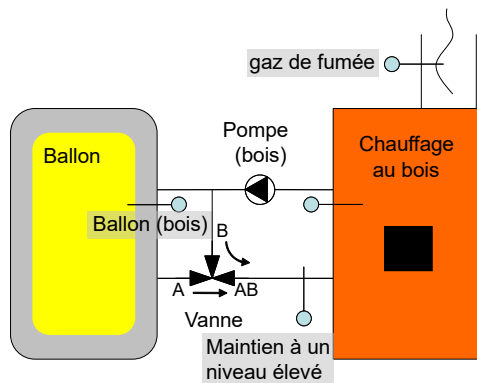 gaz de fumée
Pompe
(bois)
Chauffage
au bois
Ballon
Ballon (bois)
B
A
AB
Vanne
Maintien à un
niveau élevé